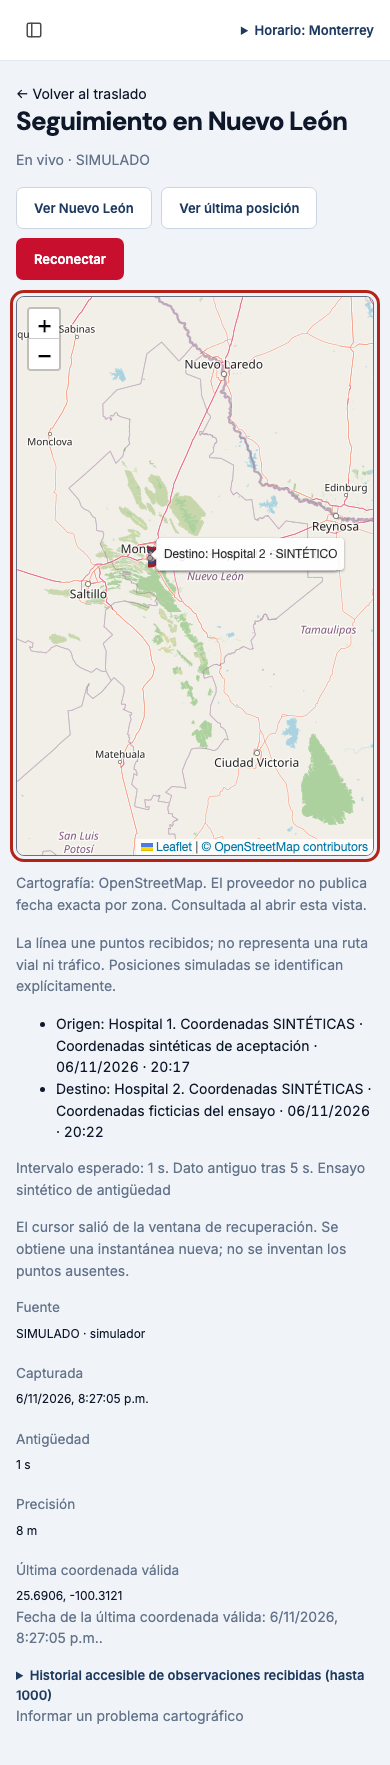 Horario: Monterrey
← Volver al traslado
Seguimiento en Nuevo León
En vivo · SIMULADO
Ver Nuevo León
Ver última posición
Reconectar
+
−
Sabinas
Nuevo Laredo
Monclova
Edinburg
Reynosa
Destino: Hospital 2 · SINTÉTICO
Nuevo León
Saltillo
Tamaulipas
Matehuala
Ciudad Victoria
San Luis
Potosí
Leaflet | © OpenStreetMap contributors
Cartografía: OpenStreetMap. El proveedor no publica
fecha exacta por zona. Consultada al abrir esta vista.
La línea une puntos recibidos; no representa una ruta
vial ni tráfico. Posiciones simuladas se identifican
explícitamente.
• Origen: Hospital 1. Coordenadas SINTÉTICAS ·
Coordenadas sintéticas de aceptación ·
06/11/2026 · 20:17
• Destino: Hospital 2. Coordenadas SINTÉTICAS ·
Coordenadas ficticias del ensayo · 06/11/2026
· 20:22
Intervalo esperado: 1 s. Dato antiguo tras 5 s. Ensayo
sintético de antigüedad
El cursor salió de la ventana de recuperación. Se
obtiene una instantánea nueva; no se inventan los
puntos ausentes.
Fuente
SIMULADO · simulador
Capturada
6/11/2026, 8:27:05 p.m.
Antigüedad
1 s
Precisión
8 m
Última coordenada válida
25.6906, -100.3121
Fecha de la última coordenada válida: 6/11/2026,
8:27:05 p.m..
Historial accesible de observaciones recibidas (hasta
1000)
Informar un problema cartográfico